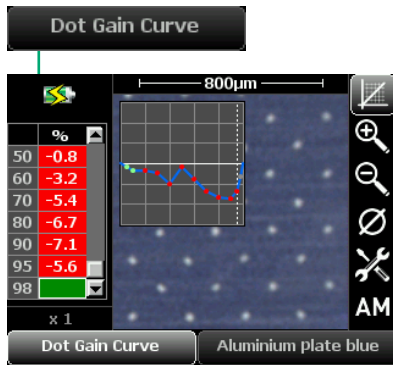 Dot Gain Curve
800µm
%
50 -0.8
60 -3.2
70 -5.4
80 -6.7
90 -7.1
95 -5.6
98
x 1
AM
Dot Gain Curve
Aluminium plate blue